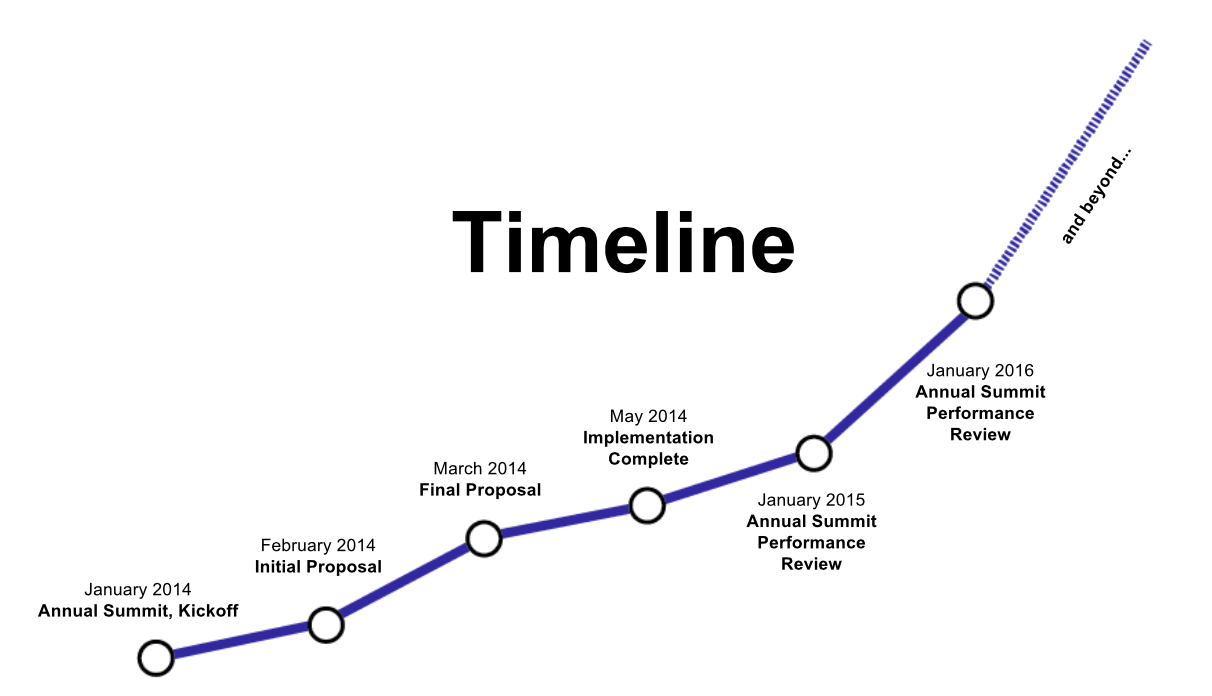 Timeline
January 2014
Annual Summit, Kickoff
February 2014
Initial Proposal
March 2014
Final Proposal
May 2014
Implementation
Complete
January 2015
Annual Summit
Performance
Review
January 2016
Annual Summit
Performance
Review
and beyond...